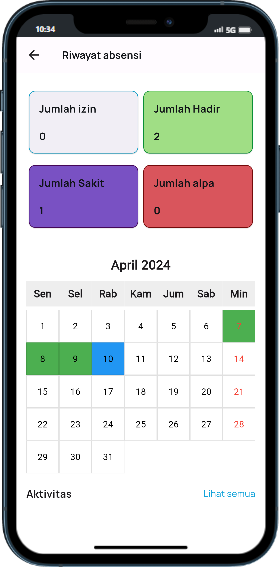 10:34 5G
Riwayat absensi
Jumlah izin Jumlah Hadir
0 2
Jumlah Sakit Jumlah alpa
1 0
April 2024
Sen Sel Rab Kam Jum Sab Min
1 2 3 4 5 6 7
8 9 10 11 12 13 14
15 16 17 18 19 20 21
22 23 24 25 26 27 28
29 30 31
Aktivitas Lihat semua